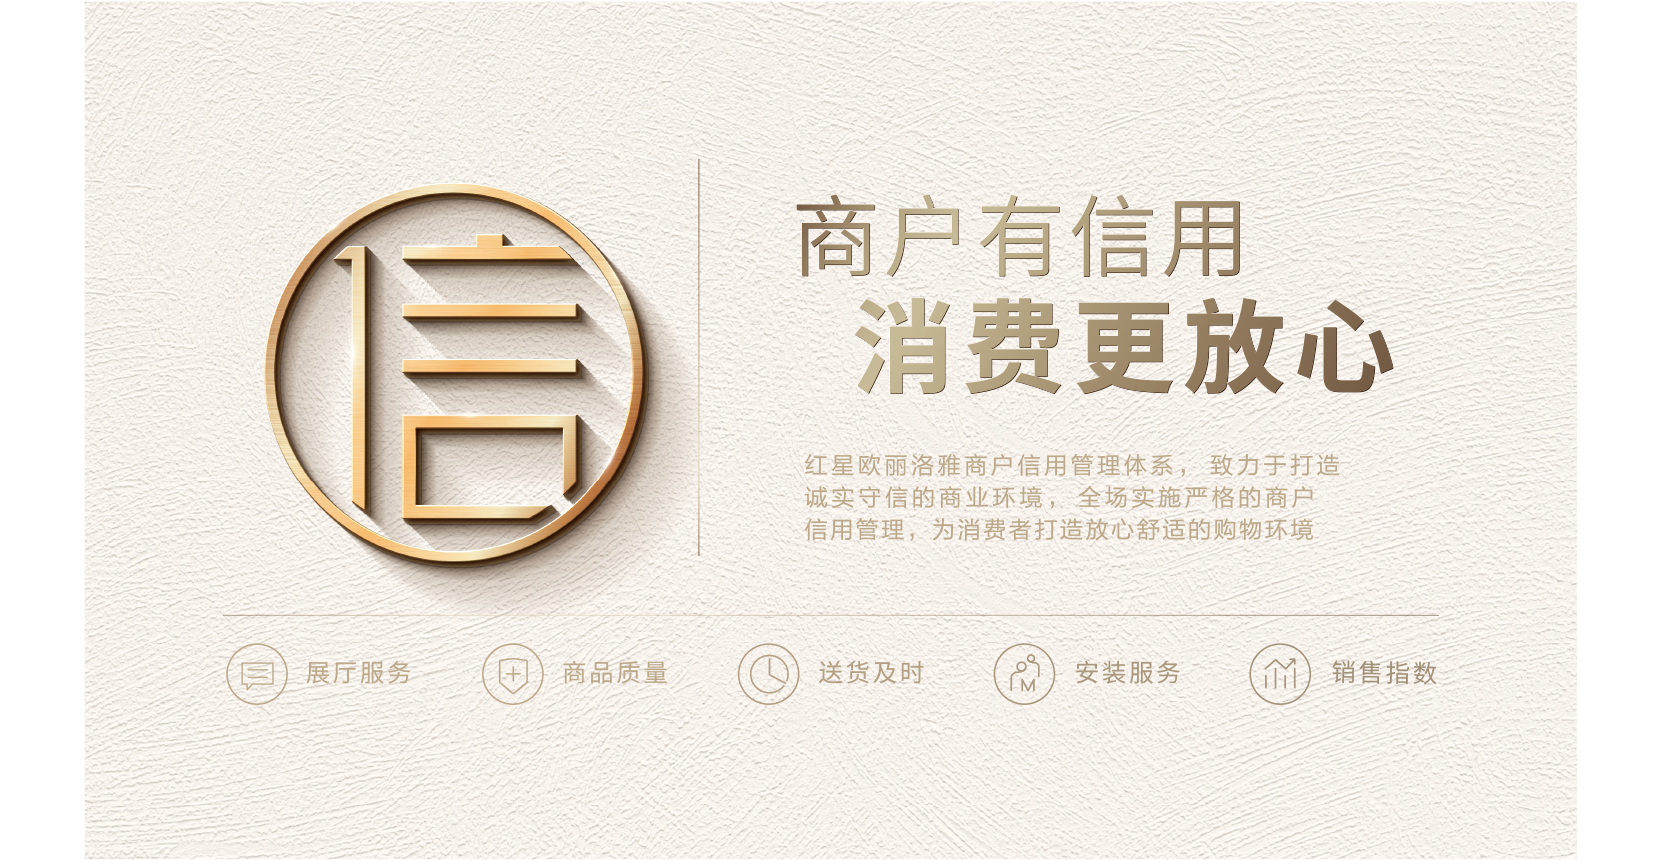 信
商户有信用
消费更放心
红星欧丽洛雅商户信用管理体系，致力于打造
诚实守信的商业环境，全场实施严格的商户
信用管理，为消费者打造放心舒适的购物环境
展厅服务
商品质量
送货及时
安装服务
销售指数